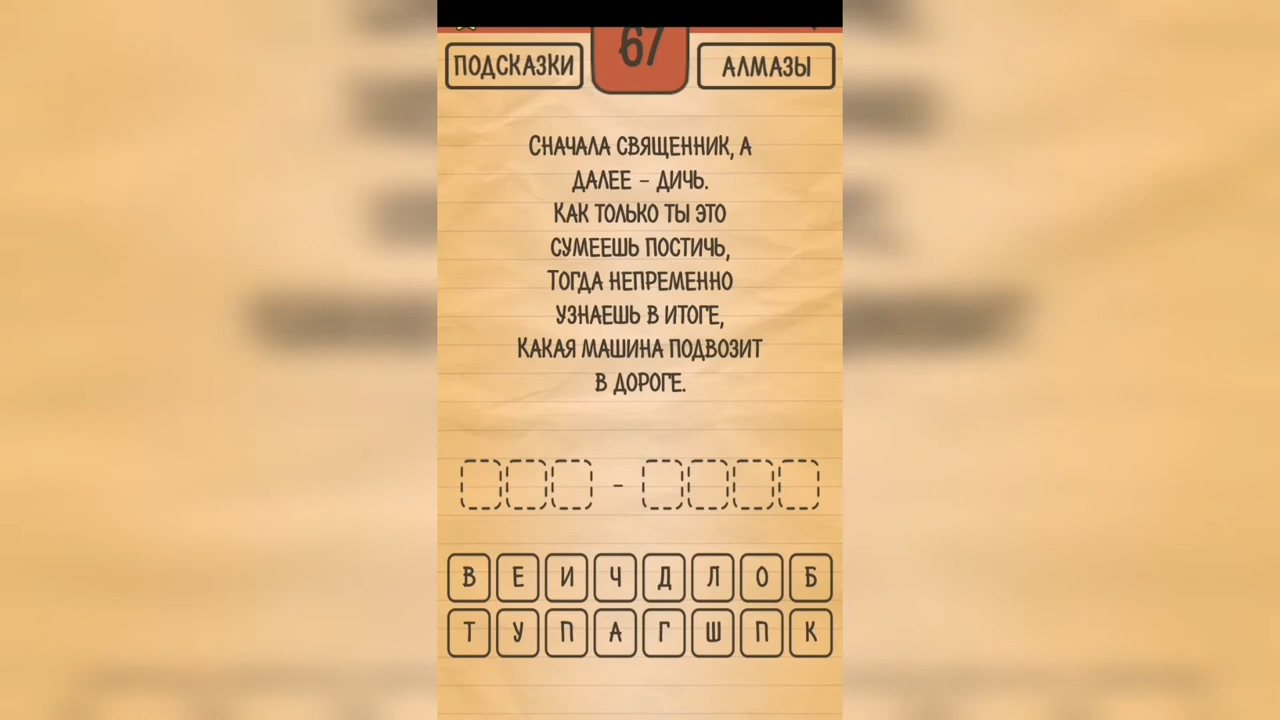 67
ПОДСКАЗКИ
АЛМАЗЫ
СНАЧАЛА СВЯЩЕННИК, А
ДАЛЕЕ – ДИЧЬ.
КАК ТОЛЬКО ТЫ ЭТО
СУМЕЕШЬ ПОСТИЧЬ,
ТОГДА НЕПРЕМЕННО
УЗНАЕШЬ В ИТОГЕ,
КАКАЯ МАШИНА ПОДВОЗИТ
В ДОРОГЕ.
-
В Е И Ч Д Л О Б
Т У П А Г Ш П К